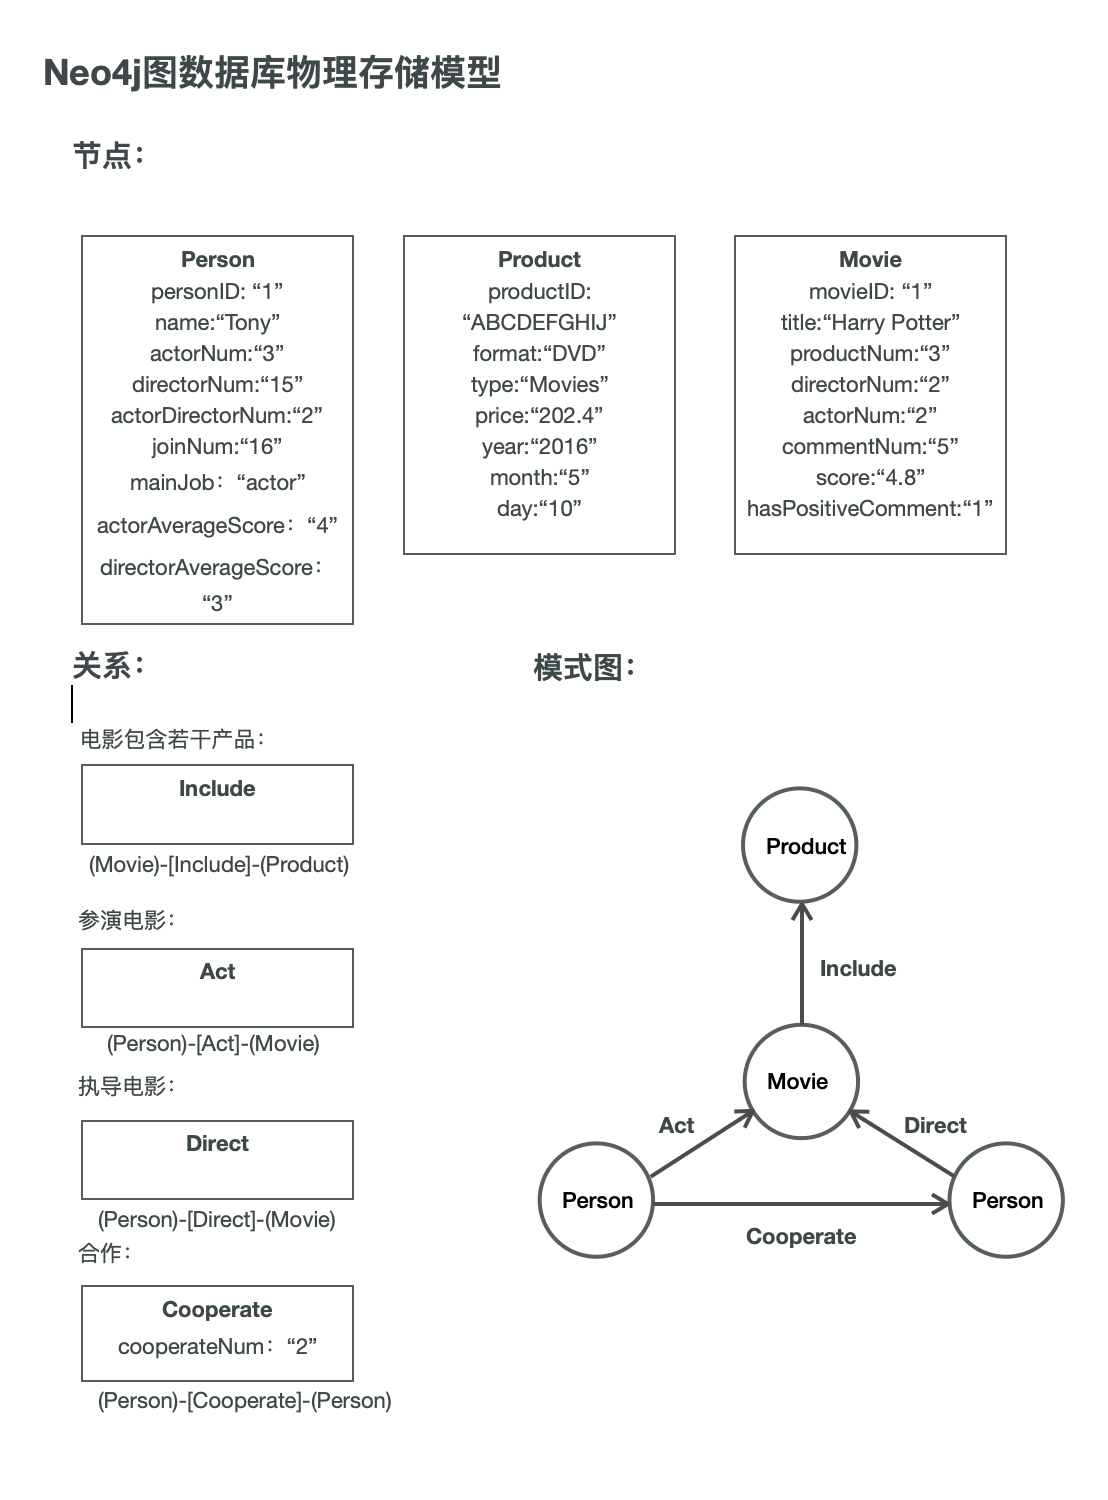 Neo4j图数据库物理存储模型
节点：
Person
personID: “1”
name:“Tony”
actorNum:“3”
directorNum:“15”
actorDirectorNum:“2”
joinNum:“16”
mainJob：“actor”
actorAverageScore：“4”
directorAverageScore：
“3”
Product
productID:
“ABCDEFGHIJ”
format:“DVD”
type:“Movies”
price:“202.4”
year:“2016”
month:“5”
day:“10”
Movie
movieID: “1”
title:“Harry Potter”
productNum:“3”
directorNum:“2”
actorNum:“2”
commentNum:“5”
score:“4.8”
hasPositiveComment:“1”
关系：
电影包含若干产品：
Include
(Movie)-[Include]-(Product)
参演电影：
Act
(Person)-[Act]-(Movie)
执导电影：
Direct
(Person)-[Direct]-(Movie)
合作：
Cooperate
cooperateNum：“2”
(Person)-[Cooperate]-(Person)
模式图：
Product
Include
Movie
Act
Direct
Person
Person
Cooperate